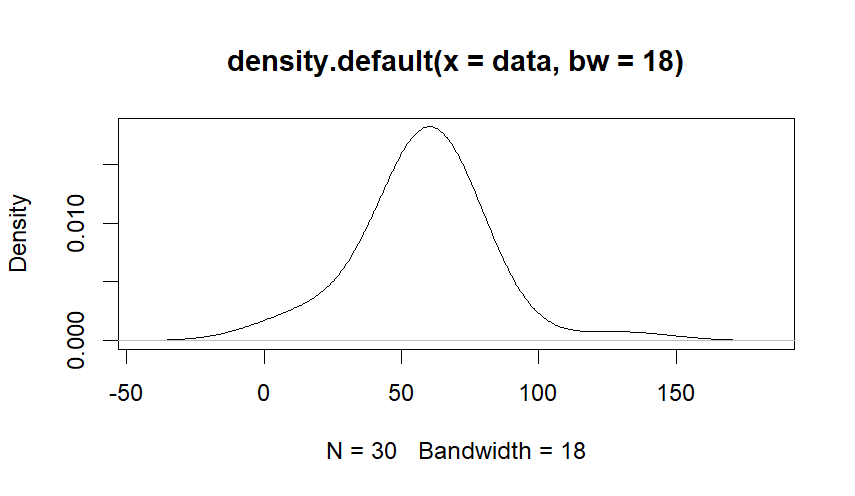 density.default(x = data, bw = 18)
Density
0.010
0.000
-50 0 50 100 150
N = 30 Bandwidth = 18